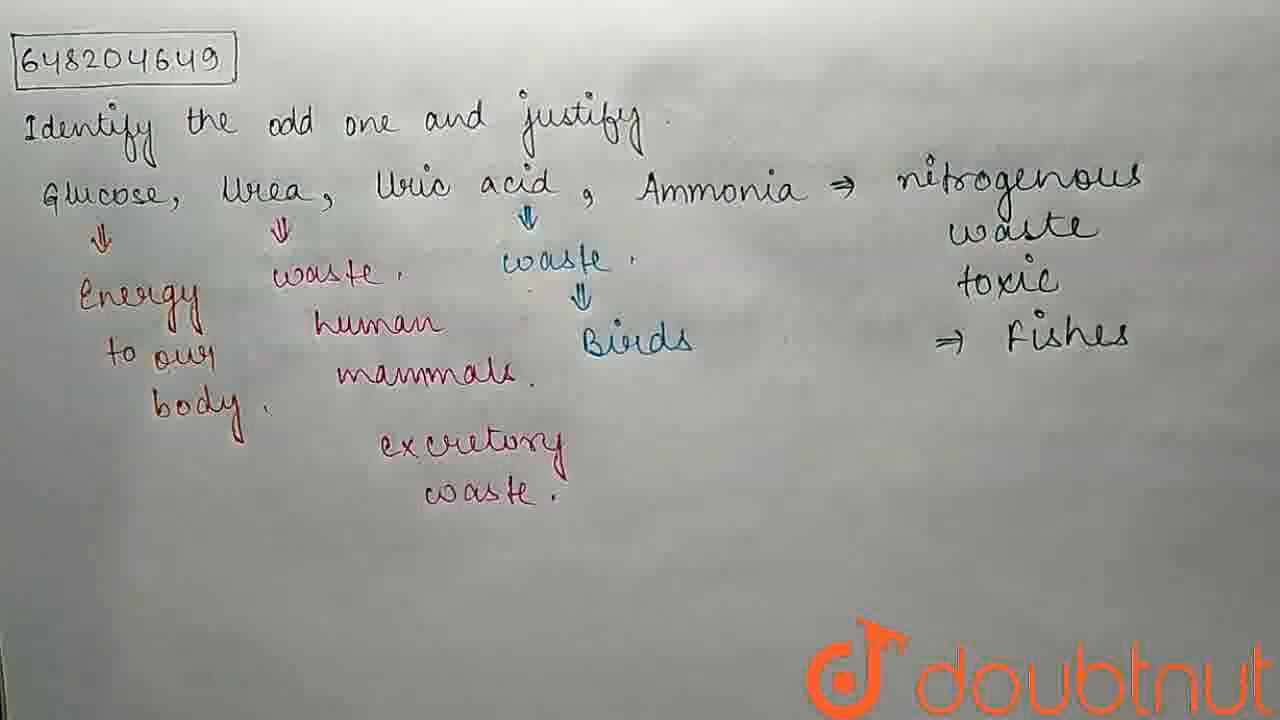 648204649
Identify the odd one and justify.
Glucose, Urea, Uric acid, Ammonia ⇒ nitrogenous
waste
toxic
⇒ Fishes
⇓ ⇓ ⇓
Energy
to our
body.
waste.
human
mammals.
excretory
waste.
waste.
⇓
Birds
doubtnut